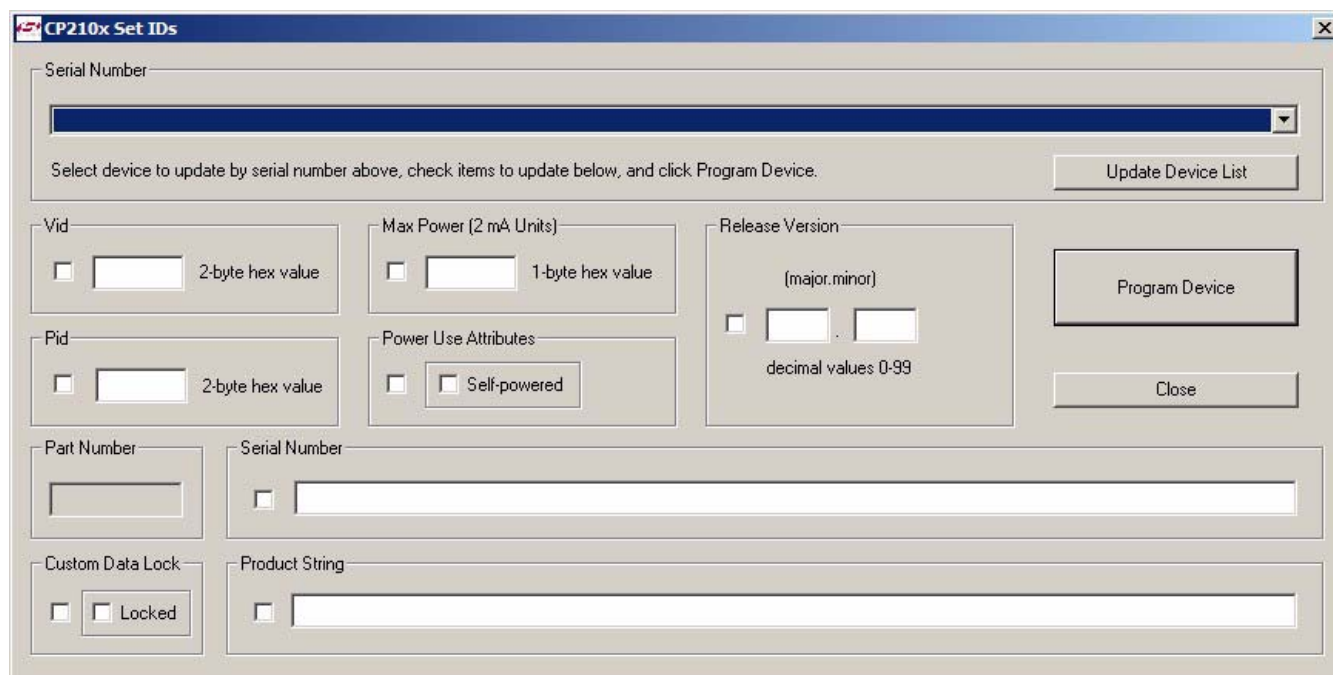 CP210x Set IDs
Serial Number
Select device to update by serial number above, check items to update below, and click Program Device.
Update Device List
Vid
2-byte hex value
Max Power (2 mA Units)
1-byte hex value
Release Version
(major.minor)
.
decimal values 0-99
Program Device
Pid
2-byte hex value
Power Use Attributes
Self-powered
Close
Part Number
Serial Number
Custom Data Lock
Locked
Product String